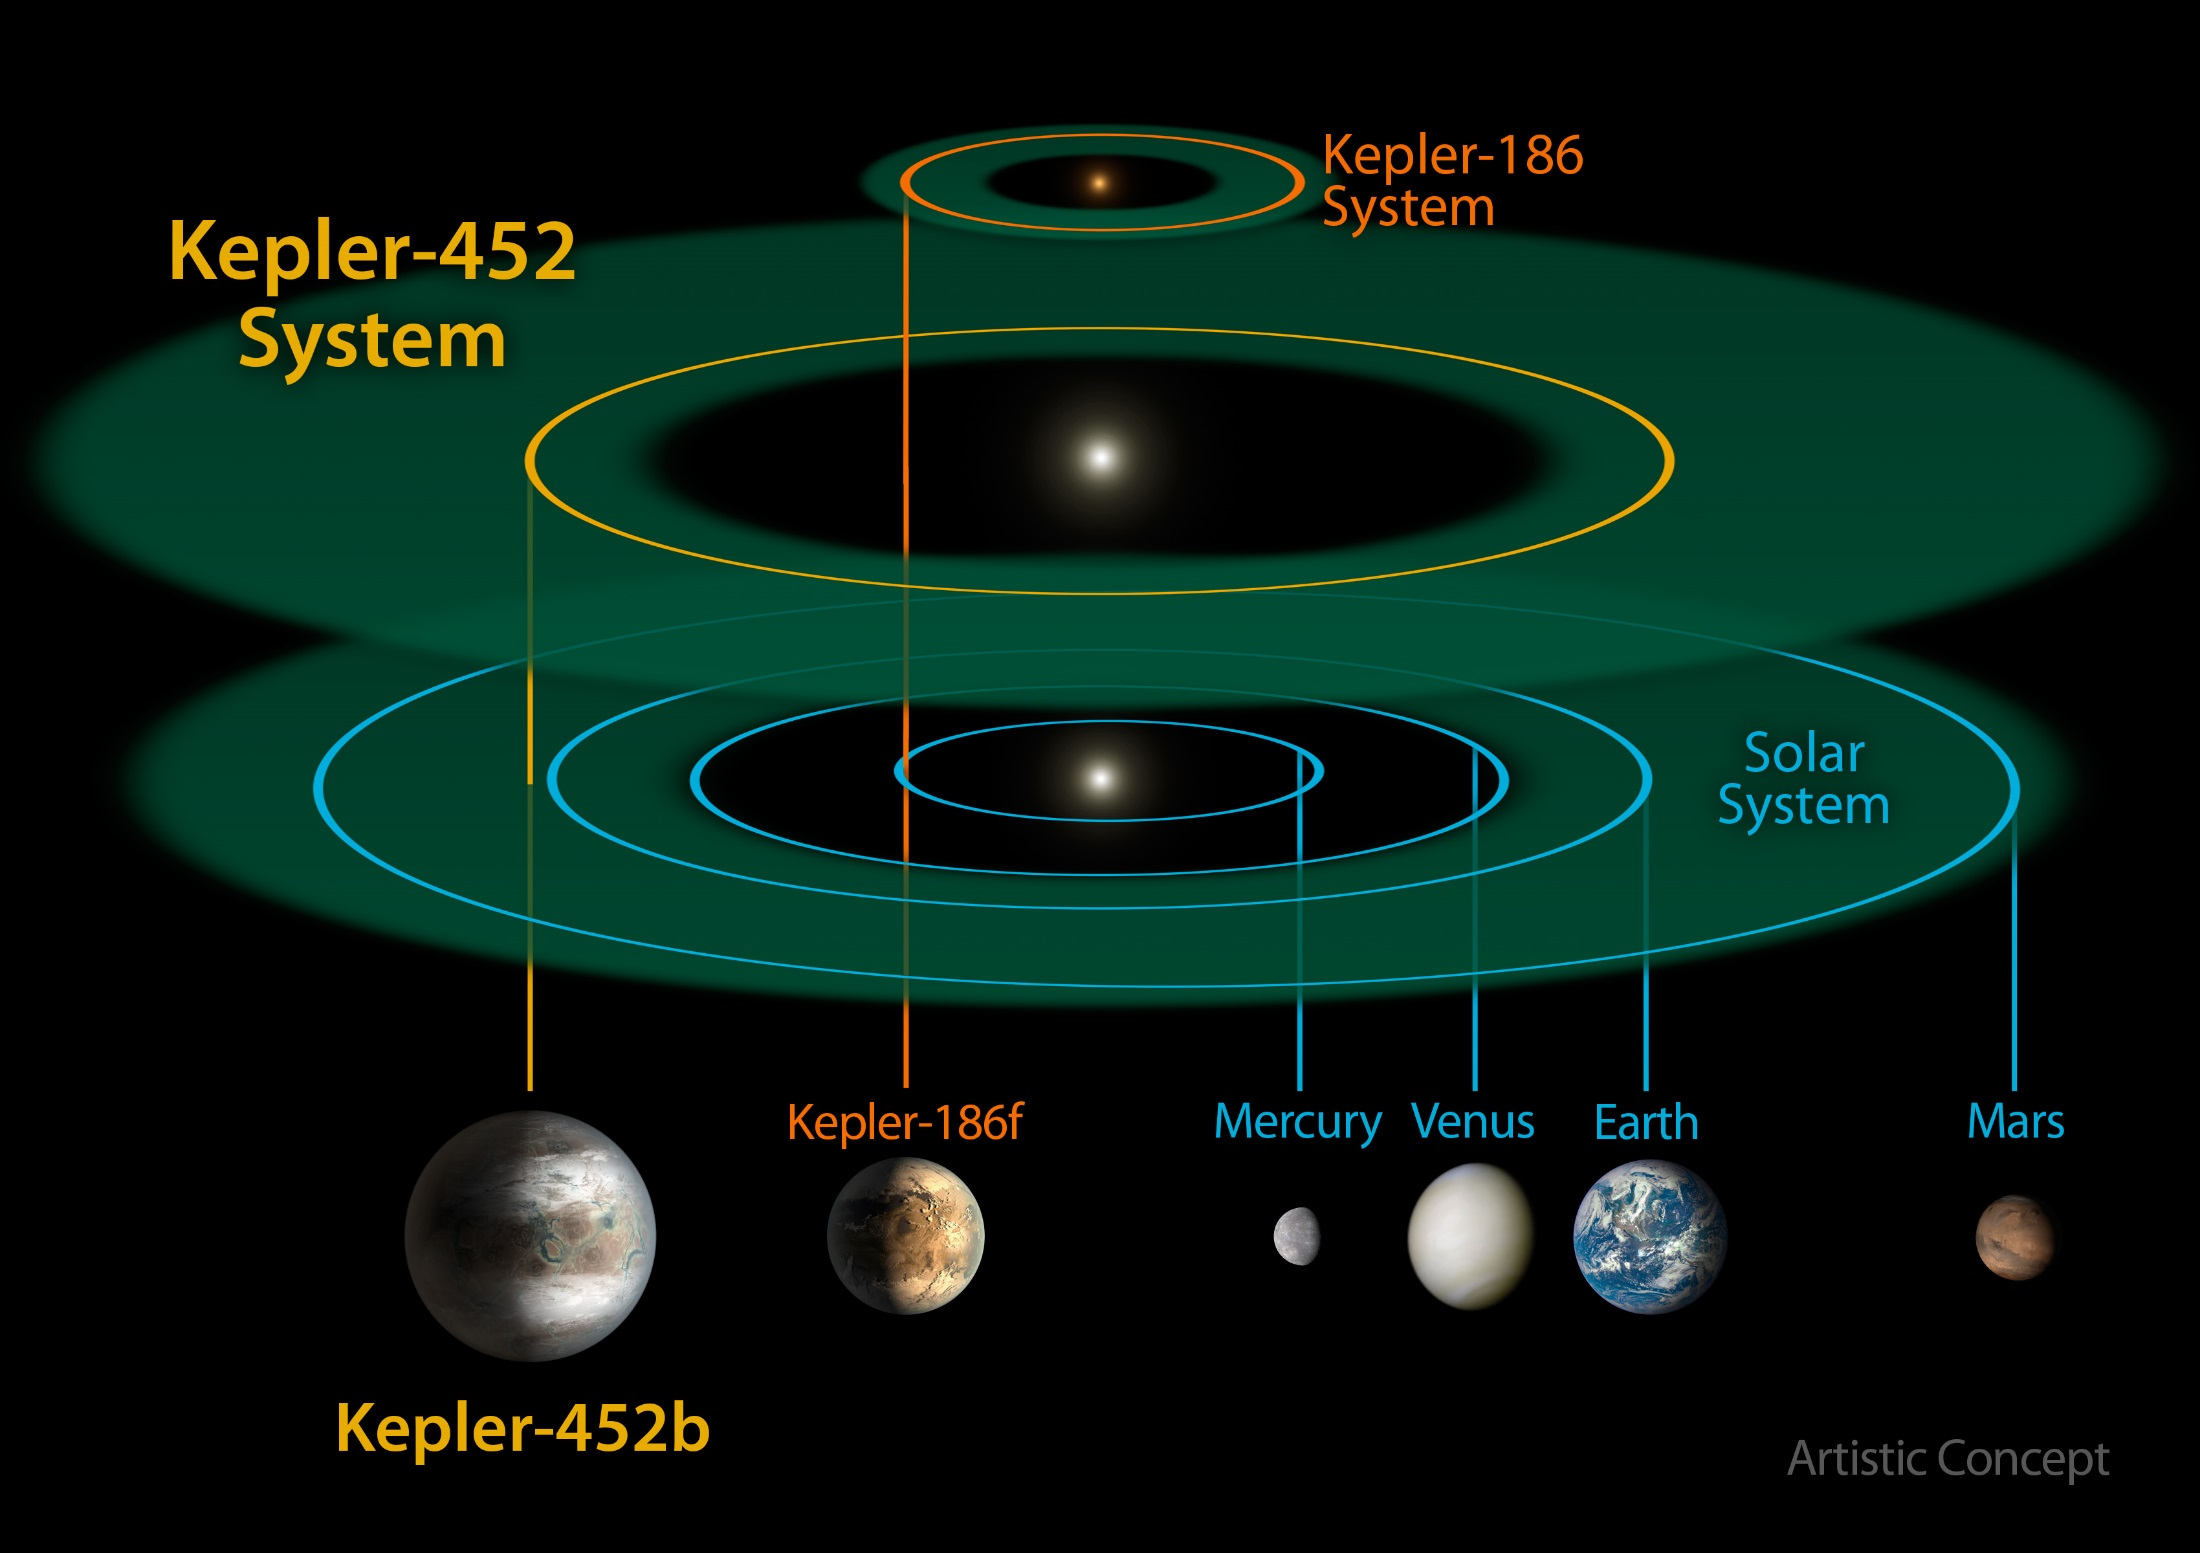 Kepler-186
System
Kepler-452
System
Solar
System
Kepler-186f
Mercury
Venus
Earth
Mars
Kepler-452b
Artistic Concept